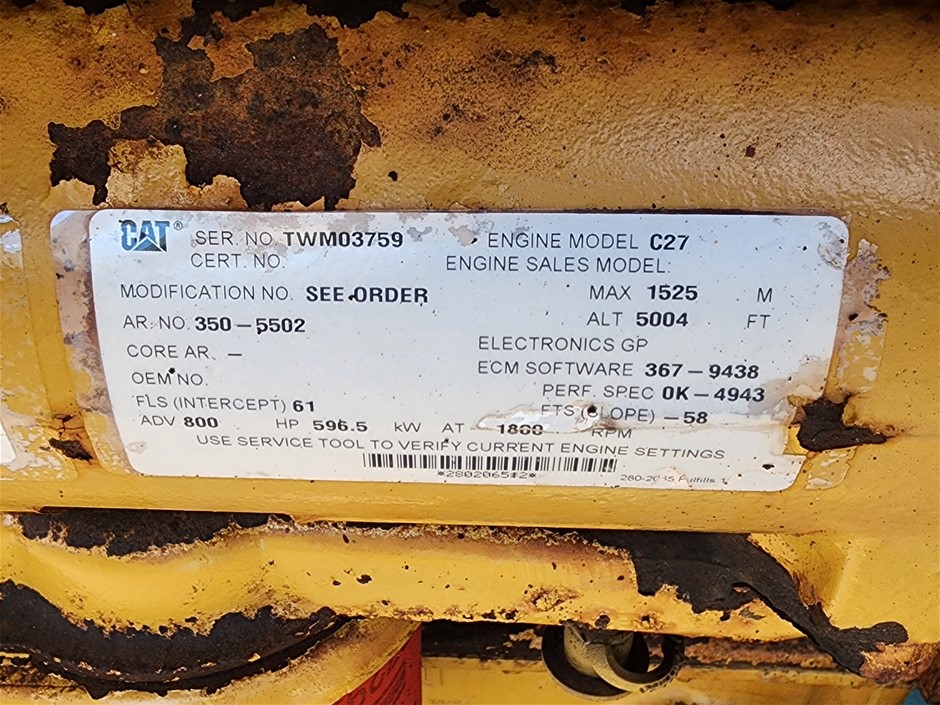 CAT® SER. NO. TWM03759 ENGINE MODEL C27
CERT. NO. ENGINE SALES MODEL:
MODIFICATION NO. SEE ORDER MAX 1525 M
AR. NO. 350-5502 ALT 5004 FT
CORE AR. - ELECTRONICS GP
OEM NO. ECM SOFTWARE 367-9438
FLS (INTERCEPT) 61 PERF. SPEC 0K-4943
FTS (SLOPE) -58
ADV 800 HP 596.5 kW AT 1800 RPM
USE SERVICE TOOL TO VERIFY CURRENT ENGINE SETTINGS
Fulfills